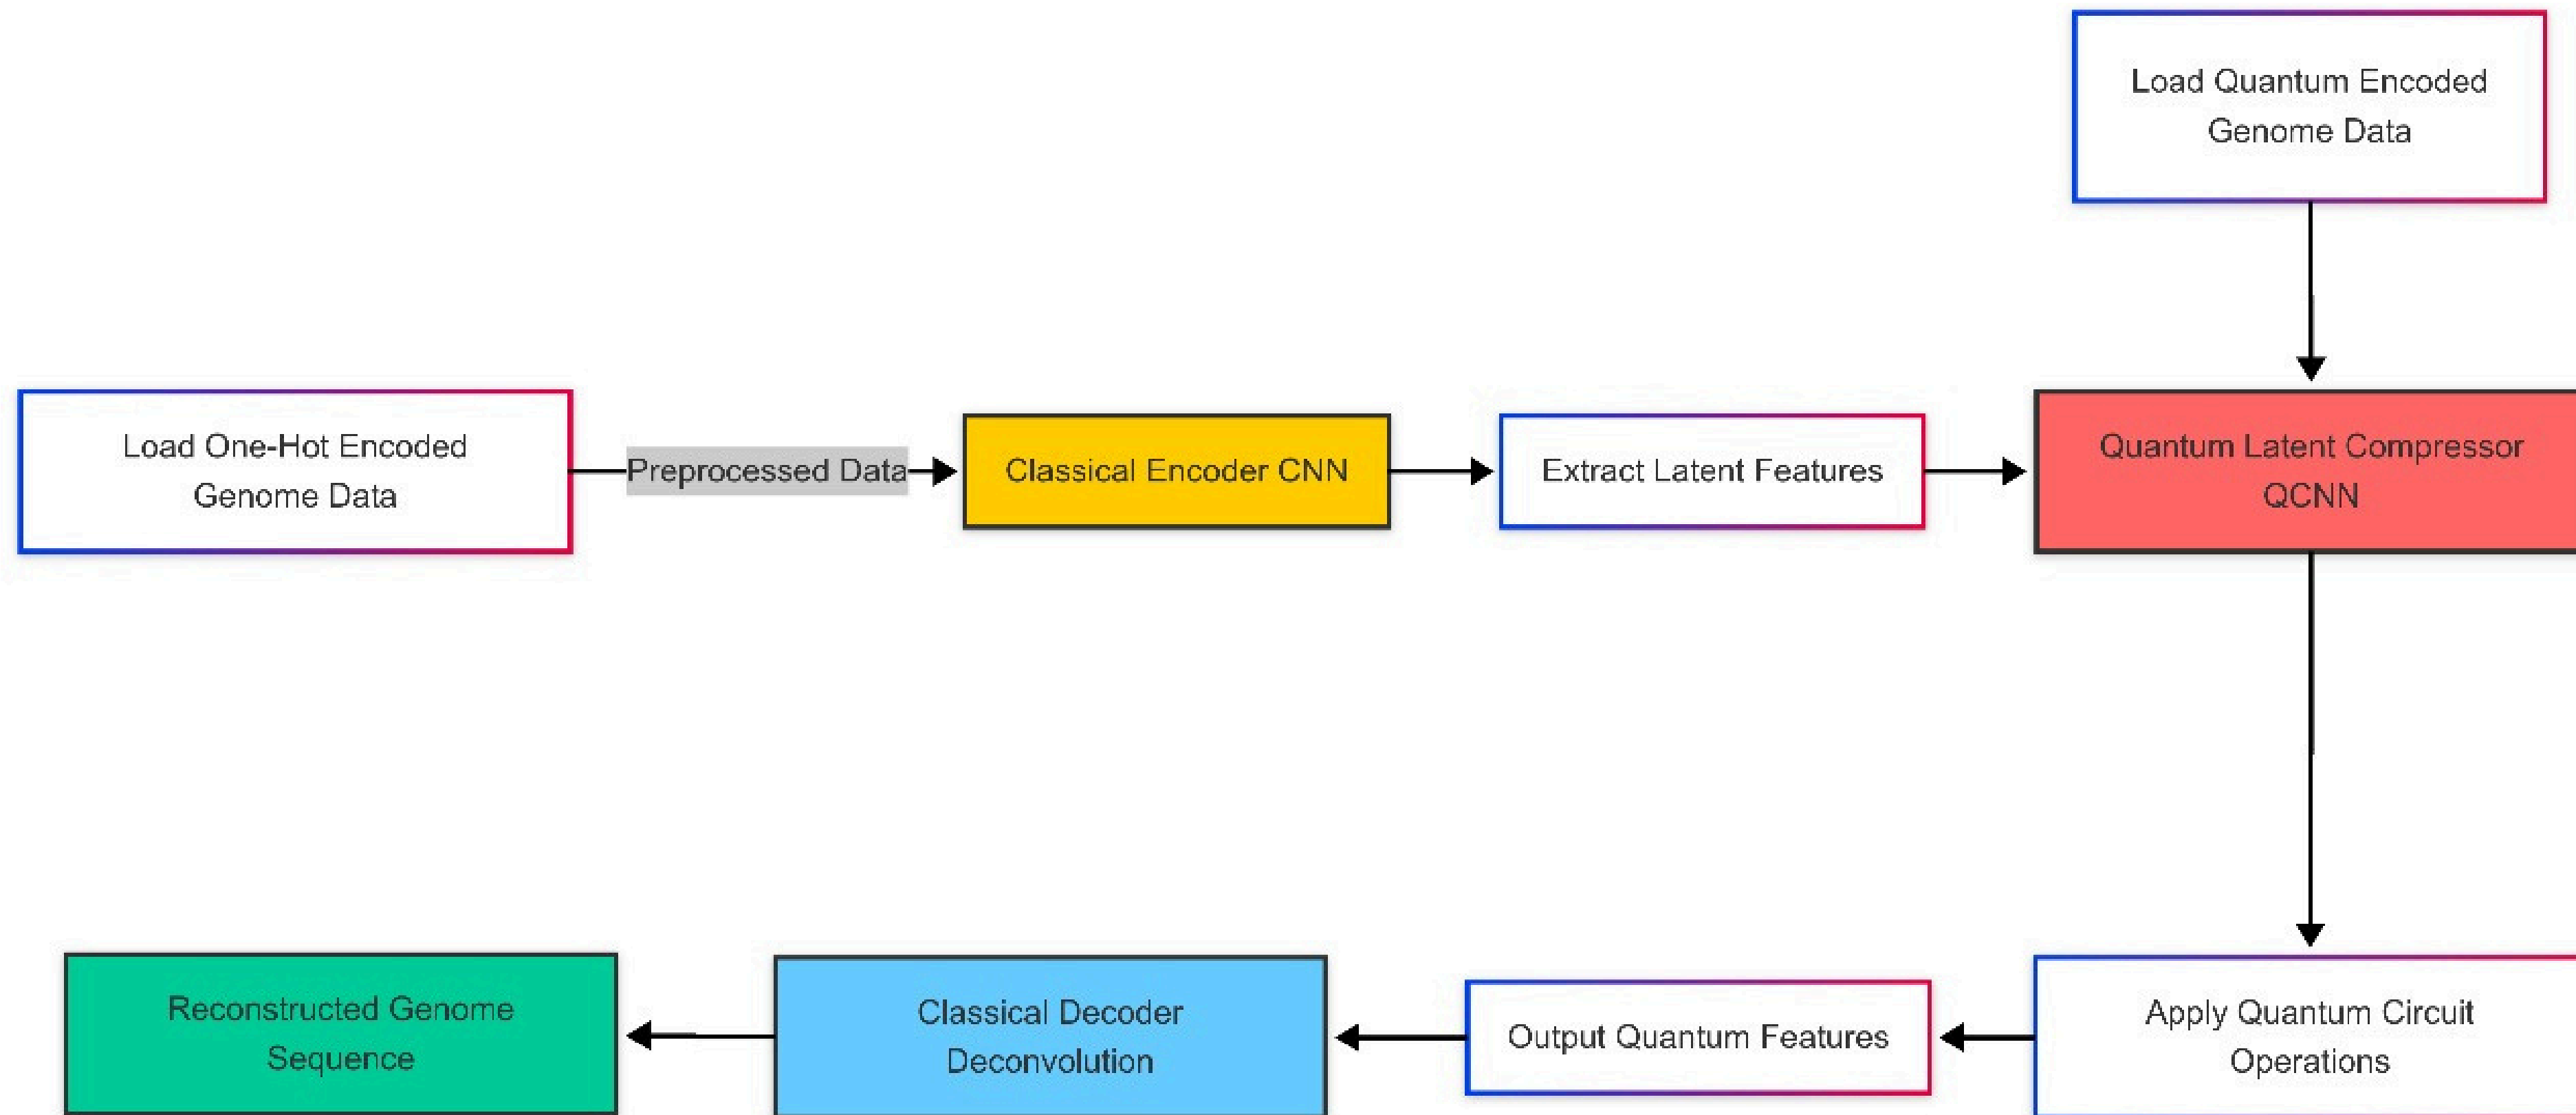 Load Quantum Encoded
Genome Data
Load One-Hot Encoded
Genome Data
Preprocessed Data
Classical Encoder CNN
Extract Latent Features
Quantum Latent Compressor
QCNN
Apply Quantum Circuit
Operations
Output Quantum Features
Classical Decoder
Deconvolution
Reconstructed Genome
Sequence